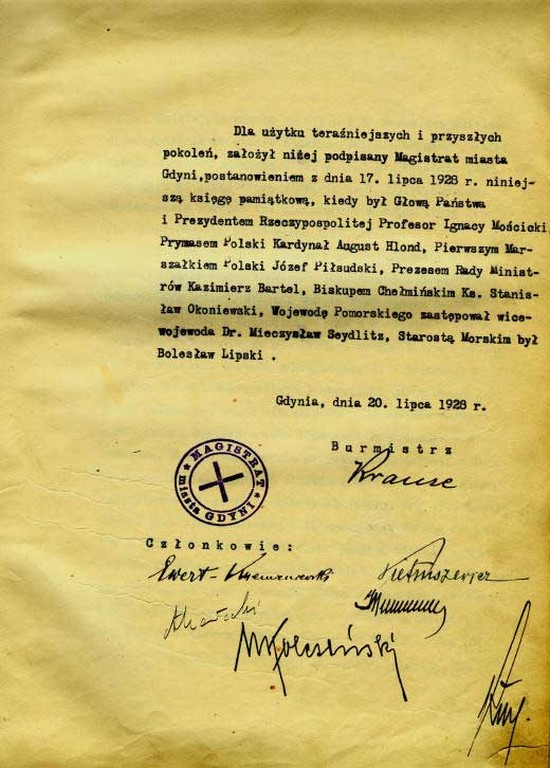 Dla użytku teraźniejszych i przyszłych
pokoleń, założył niżej podpisany Magistrat miasta
Gdyni, postanowieniem z dnia 17. lipca 1928 r. niniej-
szą księgę pamiątkową, kiedy był Głową Państwa
i Prezydentem Rzeczypospolitej Profesor Ignacy Mościcki,
Prymasem Polski Kardynał August Hlond, Pierwszym Mar-
szałkiem Polski Józef Piłsudski, Prezesem Rady Minist-
rów Kazimierz Bartel, Biskupem Chełmińskim Ks. Stanis-
ław Okoniewski, Wojewodę Pomorskiego zastępował wice-
wojewoda Dr. Mieczysław Seydlitz, Starostą Morskim był
Bolesław Lipski .
Gdynia, dnia 20. lipca 1928 r.
Burmistrz
Krause
MAGISTRAT
miasta GDYNI
Członkowie:
Ewert-